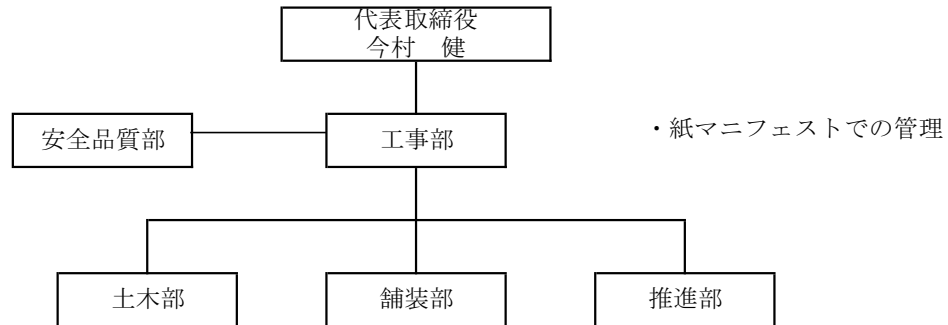 代表取締役
今村　健
安全品質部
工事部
・紙マニフェストでの管理
土木部
舗装部
推進部